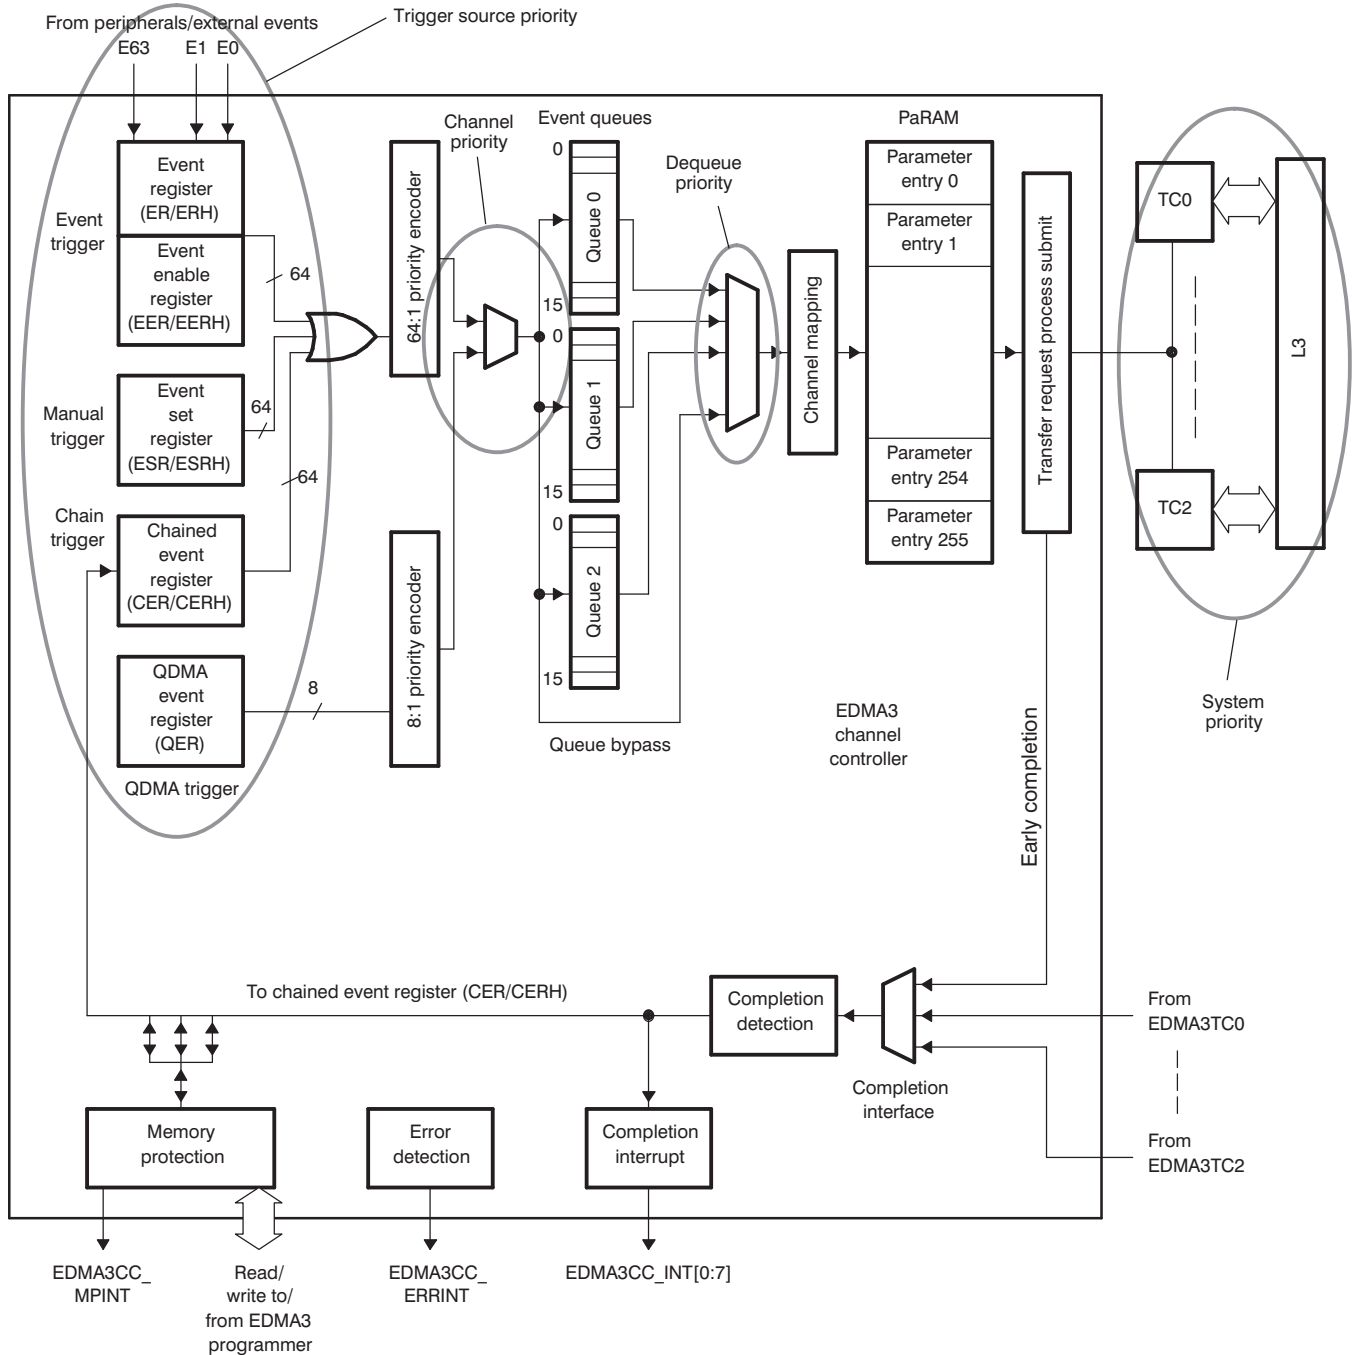 From peripherals/external events
Trigger source priority
E63 E1 E0
Event
trigger
Event
register
(ER/ERH)
Event
enable
register
(EER/EERH)
64
Manual
trigger
Event
set
register
(ESR/ESRH)
64
64
Chain
trigger
Chained
event
register
(CER/CERH)
QDMA
event
register
(QER)
8
QDMA trigger
64:1 priority encoder
8:1 priority encoder
Channel
priority
Event queues
0
Queue 0
15
0
Queue 1
15
0
Queue 2
15
Queue bypass
Dequeue
priority
Channel mapping
PaRAM
Parameter
entry 0
Parameter
entry 1
Parameter
entry 254
Parameter
entry 255
Transfer request process submit
TC0
TC2
L3
System
priority
EDMA3
channel
controller
Early completion
To chained event register (CER/CERH)
Completion
detection
Completion
interface
From
EDMA3TC0
From
EDMA3TC2
Memory
protection
Error
detection
Completion
interrupt
EDMA3CC_
MPINT
Read/
write to/
from EDMA3
programmer
EDMA3CC_
ERRINT
EDMA3CC_INT[0:7]